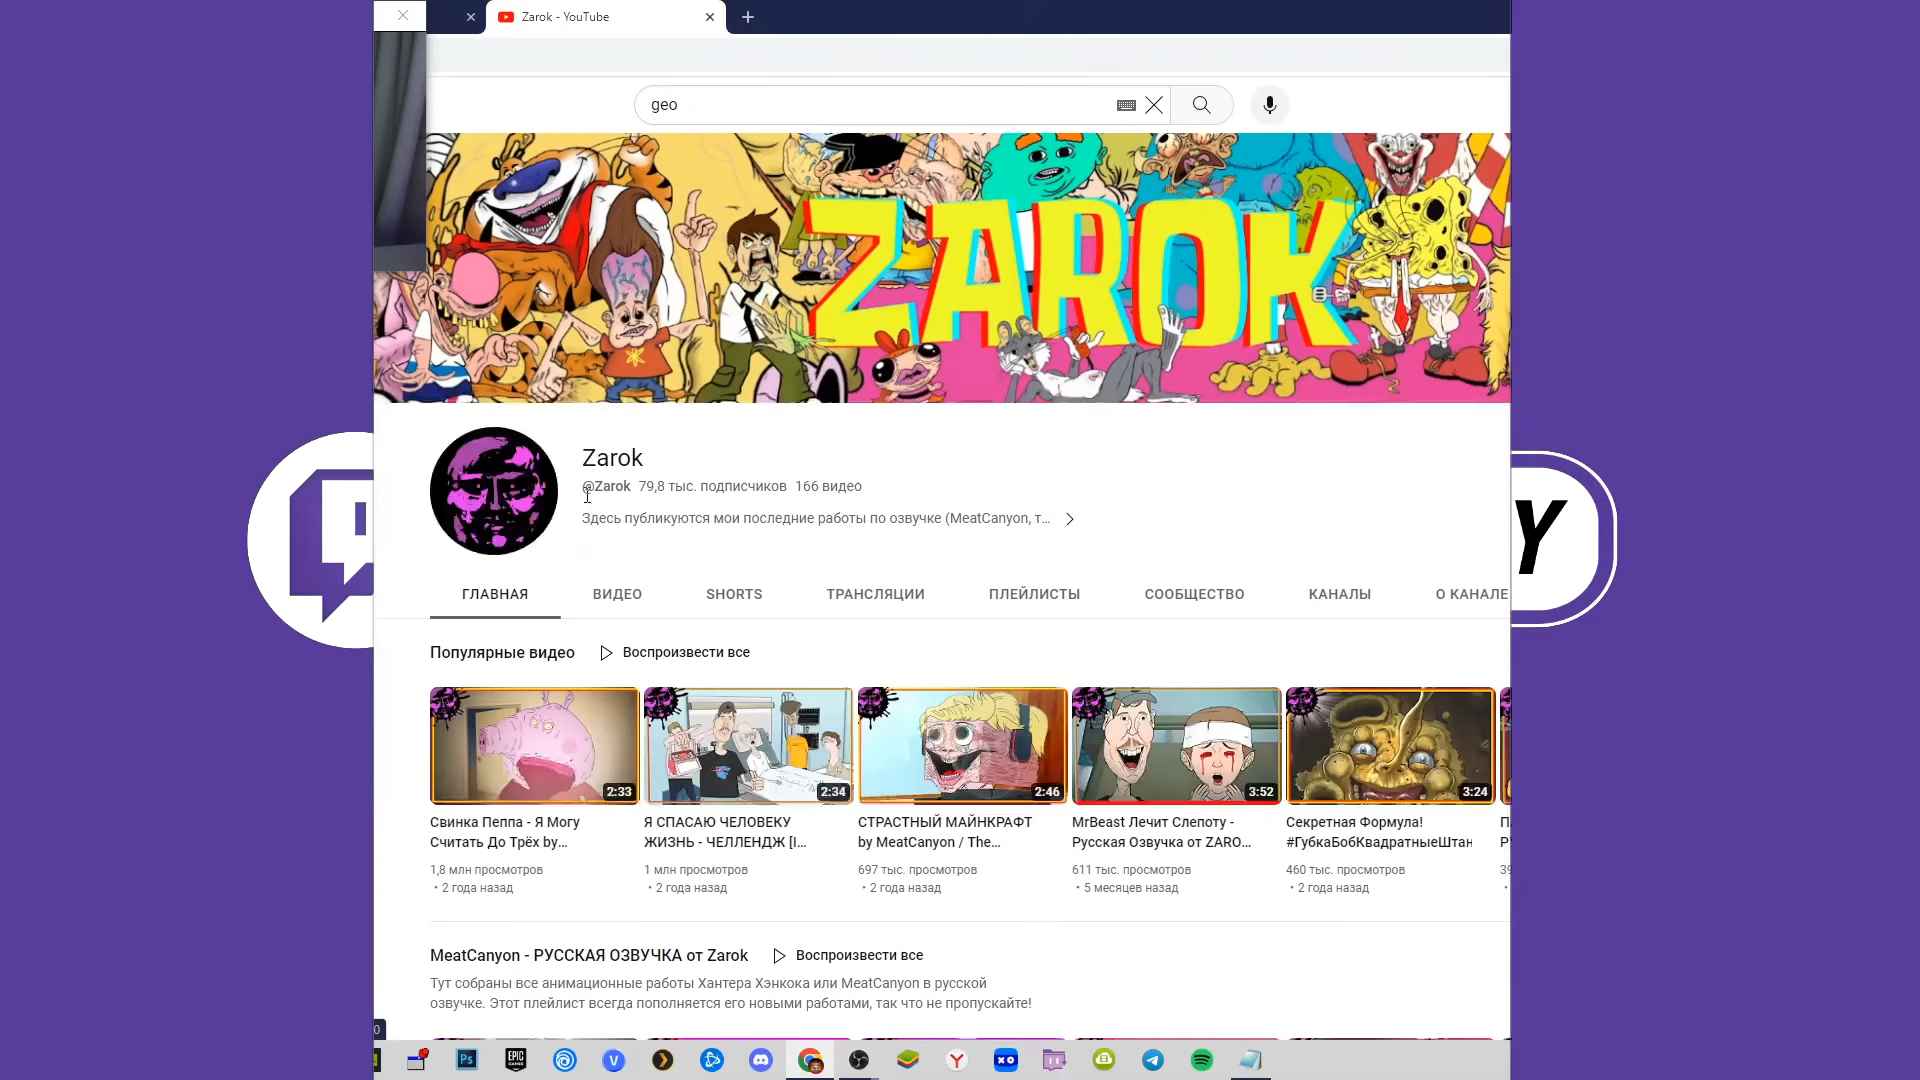 Zarok - YouTube
geo
ZAROK
Zarok
@Zarok 79,8 тыс. подписчиков 166 видео
Здесь публикуются мои последние работы по озвучке (MeatCanyon, т...
ГЛАВНАЯ ВИДЕО SHORTS ТРАНСЛЯЦИИ ПЛЕЙЛИСТЫ СООБЩЕСТВО КАНАЛЫ О КАНАЛЕ
Y
Популярные видео Воспроизвести все
2:33 2:34 2:46 3:52 3:24
Свинка Пеппа - Я Могу
Считать До Трёх by...
1,8 млн просмотров
• 2 года назад
Я СПАСАЮ ЧЕЛОВЕКУ
ЖИЗНЬ - ЧЕЛЛЕНДЖ [I...
1 млн просмотров
• 2 года назад
СТРАСТНЫЙ МАЙНКРАФТ
by MeatCanyon / The...
697 тыс. просмотров
• 2 года назад
MrBeast Лечит Слепоту -
Русская Озвучка от ZARO...
611 тыс. просмотров
• 5 месяцев назад
Секретная Формула!
#ГубкаБобКвадратныеШтан
460 тыс. просмотров
• 2 года назад
MeatCanyon - РУССКАЯ ОЗВУЧКА от Zarok Воспроизвести все
Тут собраны все анимационные работы Хантера Хэнкока или MeatCanyon в русской
озвучке. Этот плейлист всегда пополняется его новыми работами, так что не пропускайте!
Ps EPIC GAMES V Y XO